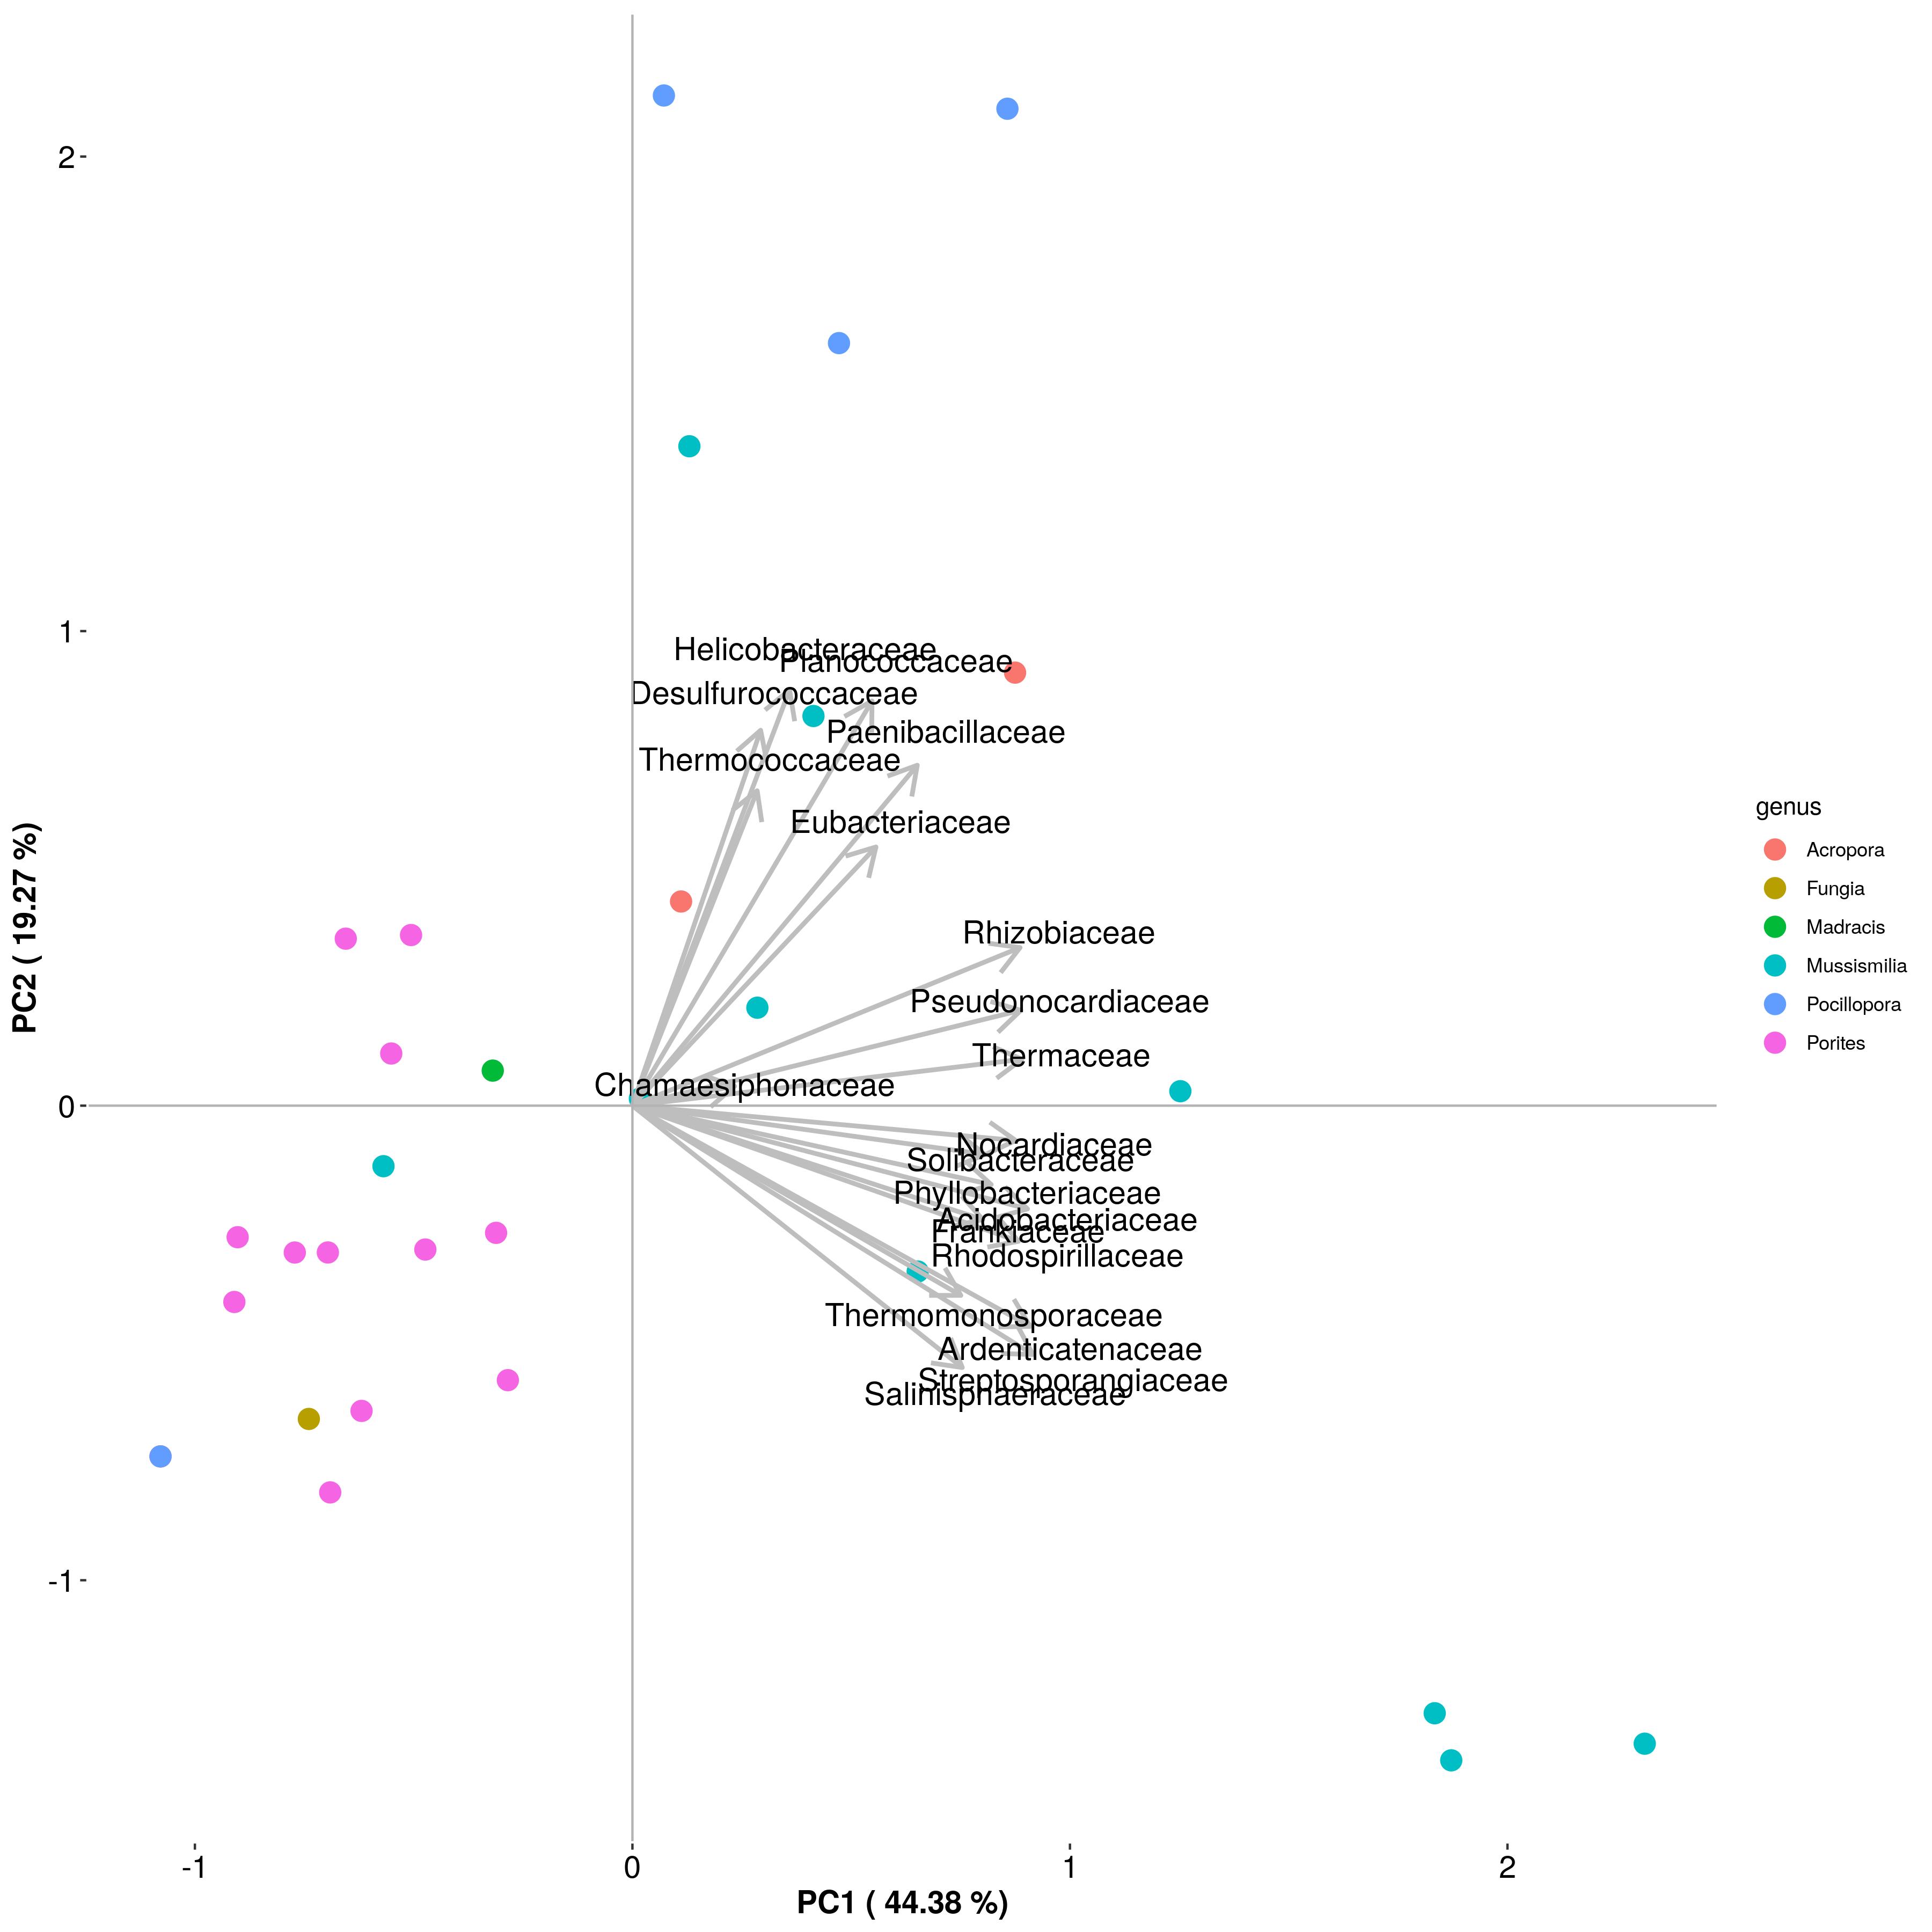 2
1
0
-1
PC2 ( 19.27 %)
Helicobacteraceae
Planococcaceae
Desulfurococcaceae
Paenibacillaceae
Thermococcaceae
Eubacteriaceae
Rhizobiaceae
Pseudonocardiaceae
Thermaceae
Chamaesiphonaceae
Nocardiaceae
Solibacteraceae
Phyllobacteriaceae
Acidobacteriaceae
Frankiaceae
Rhodospirillaceae
Thermomonosporaceae
Ardenticatenaceae
Streptosporangiaceae
Salinisphaeraceae
genus
Acropora
Fungia
Madracis
Mussismilia
Pocillopora
Porites
-1 0 1 2
PC1 ( 44.38 %)